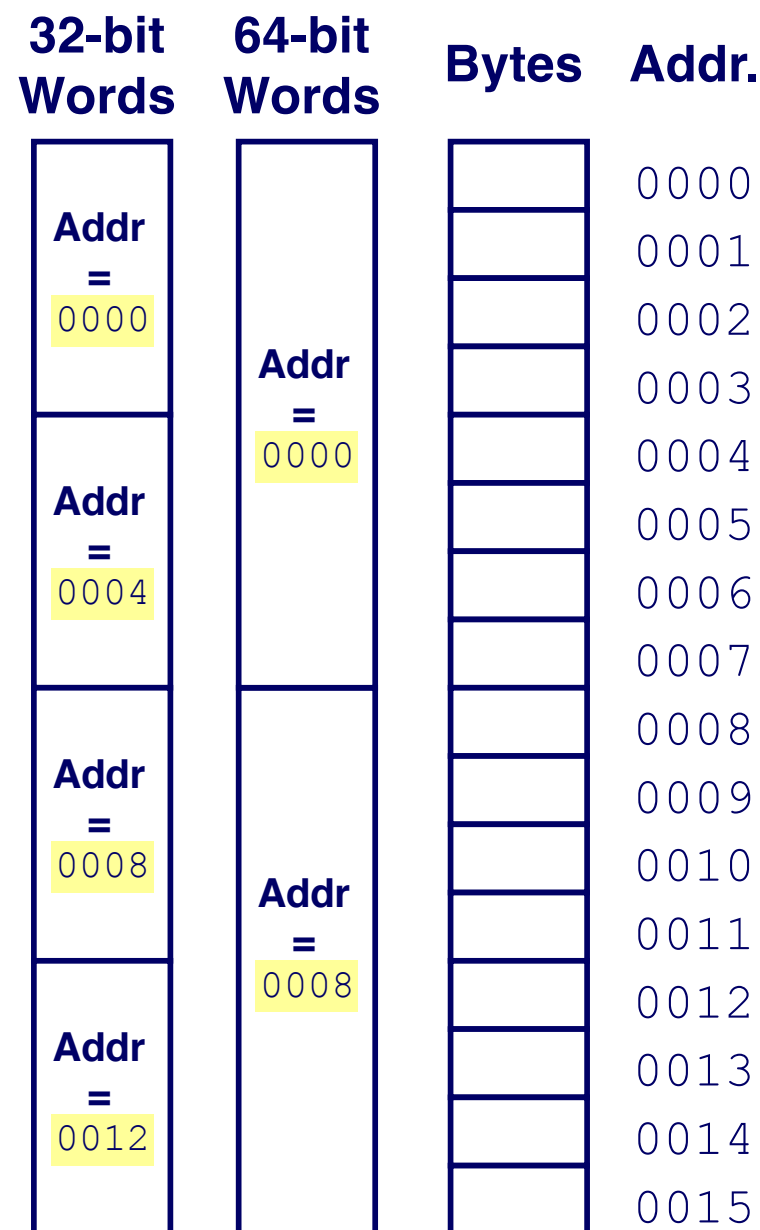 32-bit Words
64-bit Words
Bytes
Addr.
Addr
=
0000
Addr
=
0004
Addr
=
0008
Addr
=
0012
Addr
=
0000
Addr
=
0008
0000
0001
0002
0003
0004
0005
0006
0007
0008
0009
0010
0011
0012
0013
0014
0015